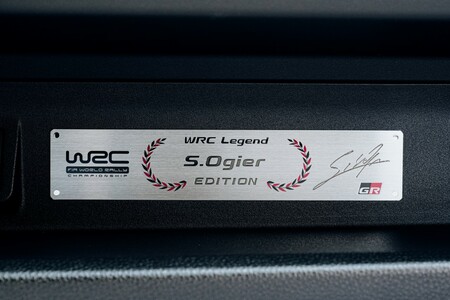 WRC
FIA WORLD RALLY
CHAMPIONSHIP
WRC Legend
S.Ogier
EDITION
GR